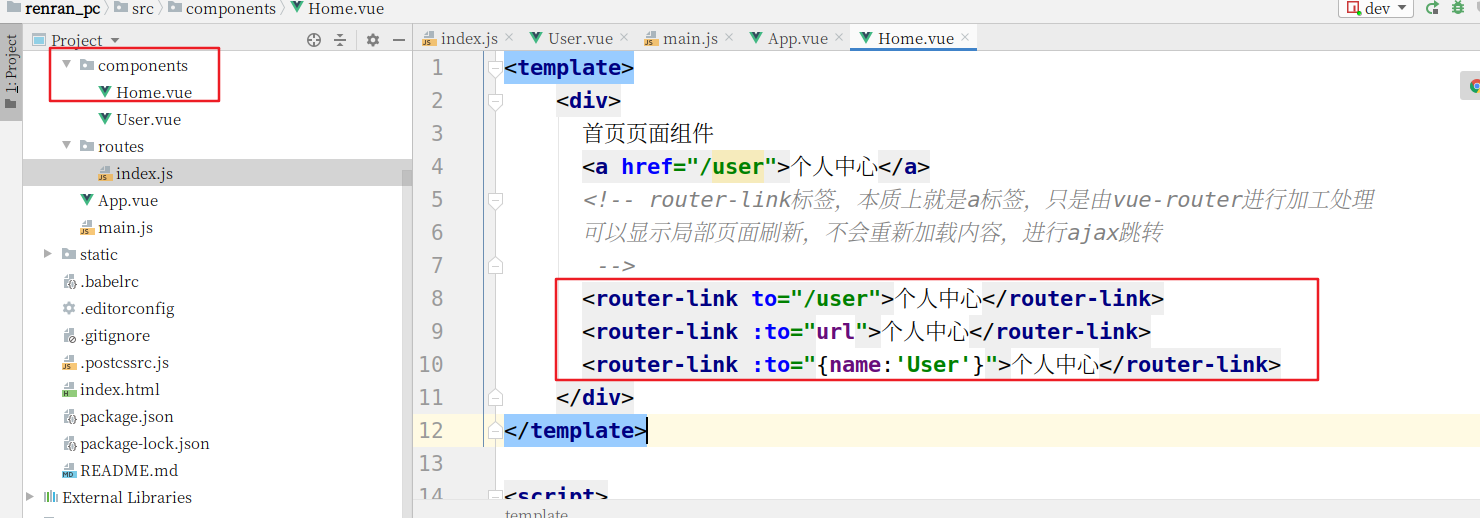 renran_pc src components Home.vue
dev
1: Project
Project
components
Home.vue
User.vue
routes
index.js
App.vue
main.js
static
.babelrc
.editorconfig
.gitignore
.postcssrc.js
index.html
package.json
package-lock.json
README.md
External Libraries
index.js User.vue main.js App.vue Home.vue
1 <template>
2 <div>
3 首页页面组件
4 <a href="/user">个人中心</a>
5 <!-- router-link标签，本质上就是a标签，只是由vue-router进行加工处理
6 可以显示局部页面刷新，不会重新加载内容，进行ajax跳转
7 -->
8 <router-link to="/user">个人中心</router-link>
9 <router-link :to="url">个人中心</router-link>
10 <router-link :to="{name:'User'}">个人中心</router-link>
11 </div>
12 </template>
13
14 <script>
template